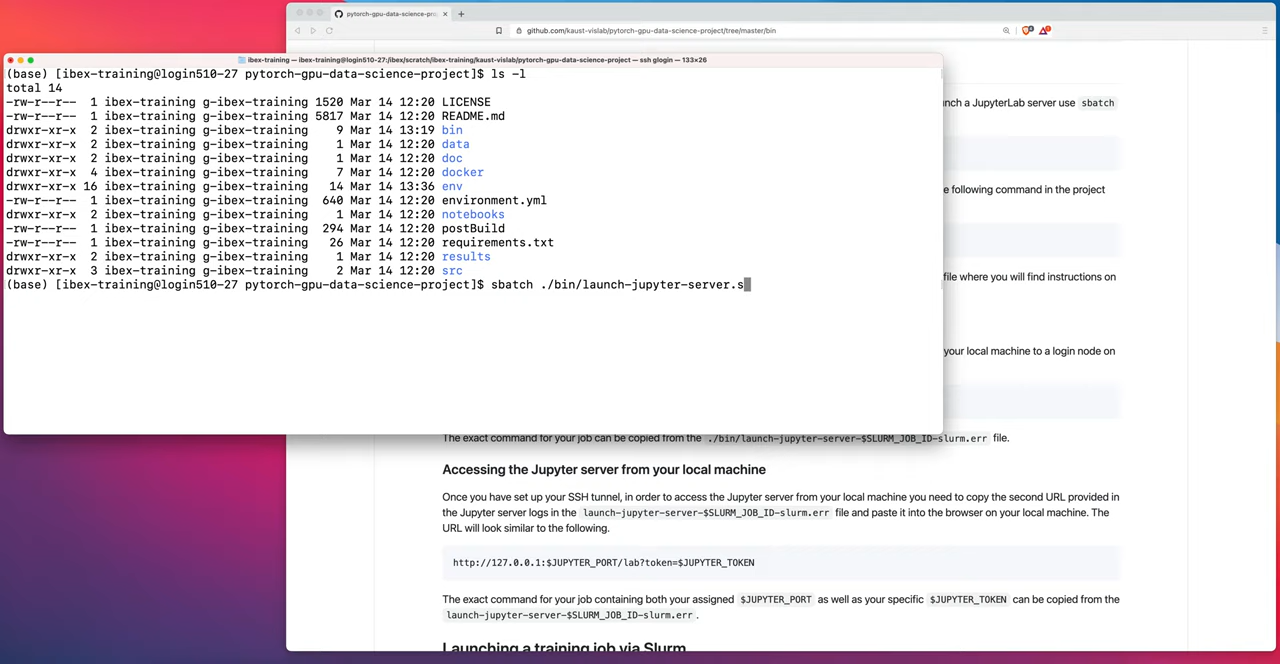 pytorch-gpu-data-science-proj
github.com/kaust-vislab/pytorch-gpu-data-science-project/tree/master/bin
ibex-training — ibex-training@login510-27:/ibex/scratch/ibex-training/kaust-vislab/pytorch-gpu-data-science-project — ssh glogin — 133×26
(base) [ibex-training@login510-27 pytorch-gpu-data-science-project]$ ls -l
total 14
-rw-r--r-- 1 ibex-training g-ibex-training 1520 Mar 14 12:20 LICENSE
-rw-r--r-- 1 ibex-training g-ibex-training 5817 Mar 14 12:20 README.md
drwxr-xr-x 2 ibex-training g-ibex-training 9 Mar 14 13:19 bin
drwxr-xr-x 2 ibex-training g-ibex-training 1 Mar 14 12:20 data
drwxr-xr-x 2 ibex-training g-ibex-training 1 Mar 14 12:20 doc
drwxr-xr-x 4 ibex-training g-ibex-training 7 Mar 14 12:20 docker
drwxr-xr-x 16 ibex-training g-ibex-training 14 Mar 14 13:36 env
-rw-r--r-- 1 ibex-training g-ibex-training 640 Mar 14 12:20 environment.yml
drwxr-xr-x 2 ibex-training g-ibex-training 1 Mar 14 12:20 notebooks
-rw-r--r-- 1 ibex-training g-ibex-training 294 Mar 14 12:20 postBuild
-rw-r--r-- 1 ibex-training g-ibex-training 26 Mar 14 12:20 requirements.txt
drwxr-xr-x 2 ibex-training g-ibex-training 1 Mar 14 12:20 results
drwxr-xr-x 3 ibex-training g-ibex-training 2 Mar 14 12:20 src
(base) [ibex-training@login510-27 pytorch-gpu-data-science-project]$ sbatch ./bin/launch-jupyter-server.s
nch a JupyterLab server use sbatch
e following command in the project
file where you will find instructions on
your local machine to a login node on
The exact command for your job can be copied from the ./bin/launch-jupyter-server-$SLURM_JOB_ID-slurm.err file.
Accessing the Jupyter server from your local machine
Once you have set up your SSH tunnel, in order to access the Jupyter server from your local machine you need to copy the second URL provided in
the Jupyter server logs in the launch-jupyter-server-$SLURM_JOB_ID-slurm.err file and paste it into the browser on your local machine. The
URL will look similar to the following.
http://127.0.0.1:$JUPYTER_PORT/lab?token=$JUPYTER_TOKEN
The exact command for your job containing both your assigned $JUPYTER_PORT as well as your specific $JUPYTER_TOKEN can be copied from the
launch-jupyter-server-$SLURM_JOB_ID-slurm.err .
Launching a training job via Slurm